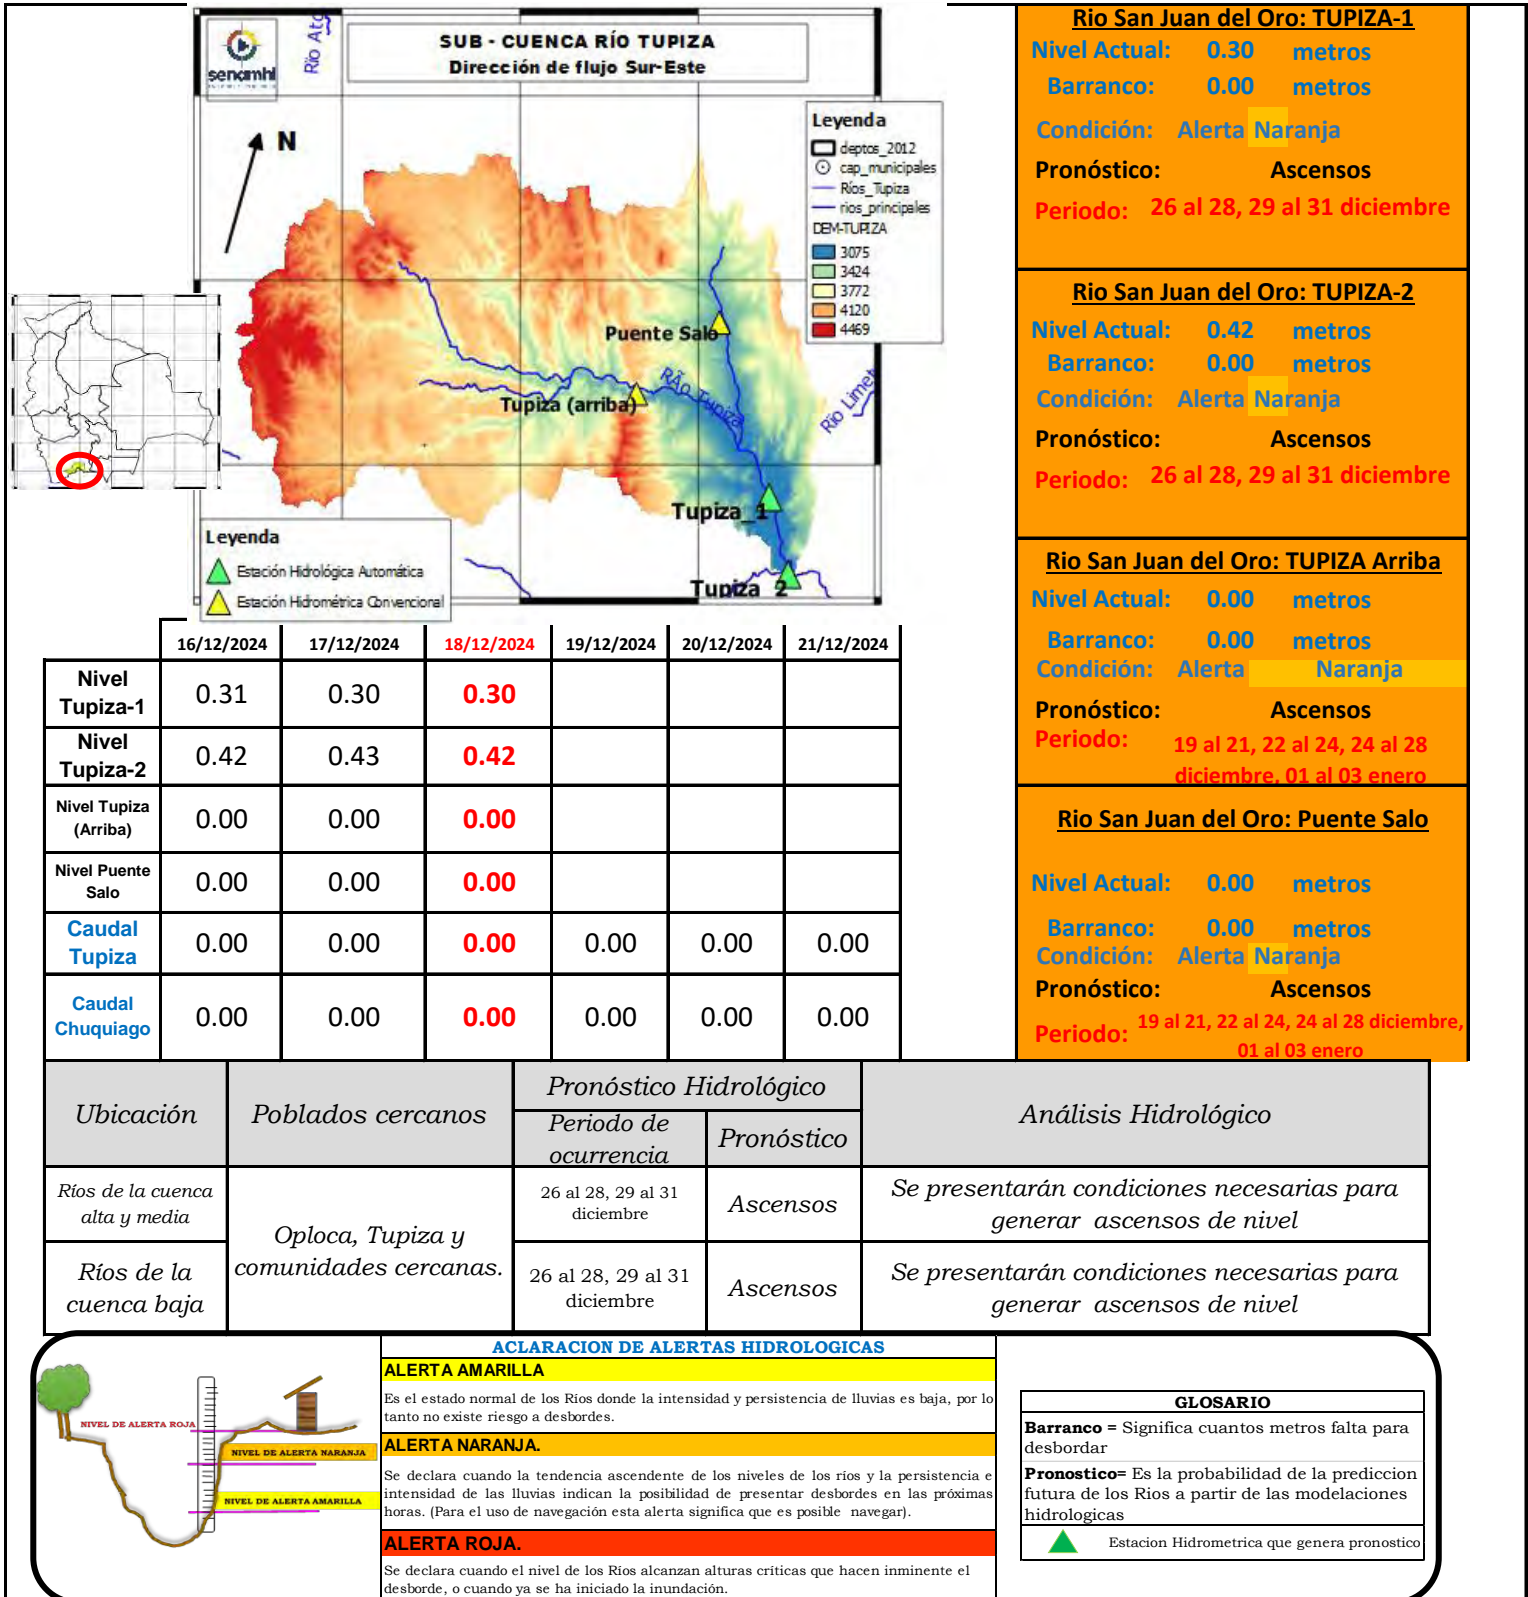 senamhi
Río Ato
SUB - CUENCA RÍO TUPIZA
Dirección de flujo Sur-Este
N
Leyenda
deptos_2012
cap_municipales
Ríos_Tupiza
rios_principales
DEM-TUPIZA
3075
3424
3772
4120
4469
Puente Salo
RÃ­o Tupiza
Tupiza (arriba)
Rio Limet
Tupiza_1
Tupiza_2
Leyenda
Estación Hidrológica Automática
Estación Hidrométrica Convencional
Rio San Juan del Oro: TUPIZA-1
Nivel Actual: 0.30 metros
Barranco: 0.00 metros
Condición: Alerta Naranja
Pronóstico: Ascensos
Periodo: 26 al 28, 29 al 31 diciembre
Rio San Juan del Oro: TUPIZA-2
Nivel Actual: 0.42 metros
Barranco: 0.00 metros
Condición: Alerta Naranja
Pronóstico: Ascensos
Periodo: 26 al 28, 29 al 31 diciembre
Rio San Juan del Oro: TUPIZA Arriba
Nivel Actual: 0.00 metros
Barranco: 0.00 metros
Condición: Alerta Naranja
Pronóstico: Ascensos
Periodo: 19 al 21, 22 al 24, 24 al 28
diciembre, 01 al 03 enero
Rio San Juan del Oro: Puente Salo
Nivel Actual: 0.00 metros
Barranco: 0.00 metros
Condición: Alerta Naranja
Pronóstico: Ascensos
Periodo: 19 al 21, 22 al 24, 24 al 28 diciembre,
01 al 03 enero
16/12/2024 17/12/2024 18/12/2024 19/12/2024 20/12/2024 21/12/2024
Nivel
Tupiza-1 0.31 0.30 0.30
Nivel
Tupiza-2 0.42 0.43 0.42
Nivel Tupiza
(Arriba) 0.00 0.00 0.00
Nivel Puente
Salo 0.00 0.00 0.00
Caudal
Tupiza 0.00 0.00 0.00 0.00 0.00 0.00
Caudal
Chuquiago 0.00 0.00 0.00 0.00 0.00 0.00
Ubicación Poblados cercanos Pronóstico Hidrológico Análisis Hidrológico
Periodo de
ocurrencia Pronóstico
Ríos de la cuenca
alta y media
Oploca, Tupiza y
comunidades cercanas.
26 al 28, 29 al 31
diciembre
Ascensos
Se presentarán condiciones necesarias para
generar ascensos de nivel
Ríos de la
cuenca baja
26 al 28, 29 al 31
diciembre
Ascensos
Se presentarán condiciones necesarias para
generar ascensos de nivel
NIVEL DE ALERTA ROJA
NIVEL DE ALERTA NARANJA
NIVEL DE ALERTA AMARILLA
ACLARACION DE ALERTAS HIDROLOGICAS
ALERTA AMARILLA
Es el estado normal de los Ríos donde la intensidad y persistencia de lluvias es baja, por lo
tanto no existe riesgo a desbordes.
ALERTA NARANJA.
Se declara cuando la tendencia ascendente de los niveles de los ríos y la persistencia e
intensidad de las lluvias indican la posibilidad de presentar desbordes en las próximas
horas. (Para el uso de navegación esta alerta significa que es posible navegar).
ALERTA ROJA.
Se declara cuando el nivel de los Ríos alcanzan alturas críticas que hacen inminente el
desborde, o cuando ya se ha iniciado la inundación.
GLOSARIO
Barranco = Significa cuantos metros falta para
desbordar
Pronostico= Es la probabilidad de la prediccion
futura de los Rios a partir de las modelaciones
hidrologicas
Estacion Hidrometrica que genera pronostico